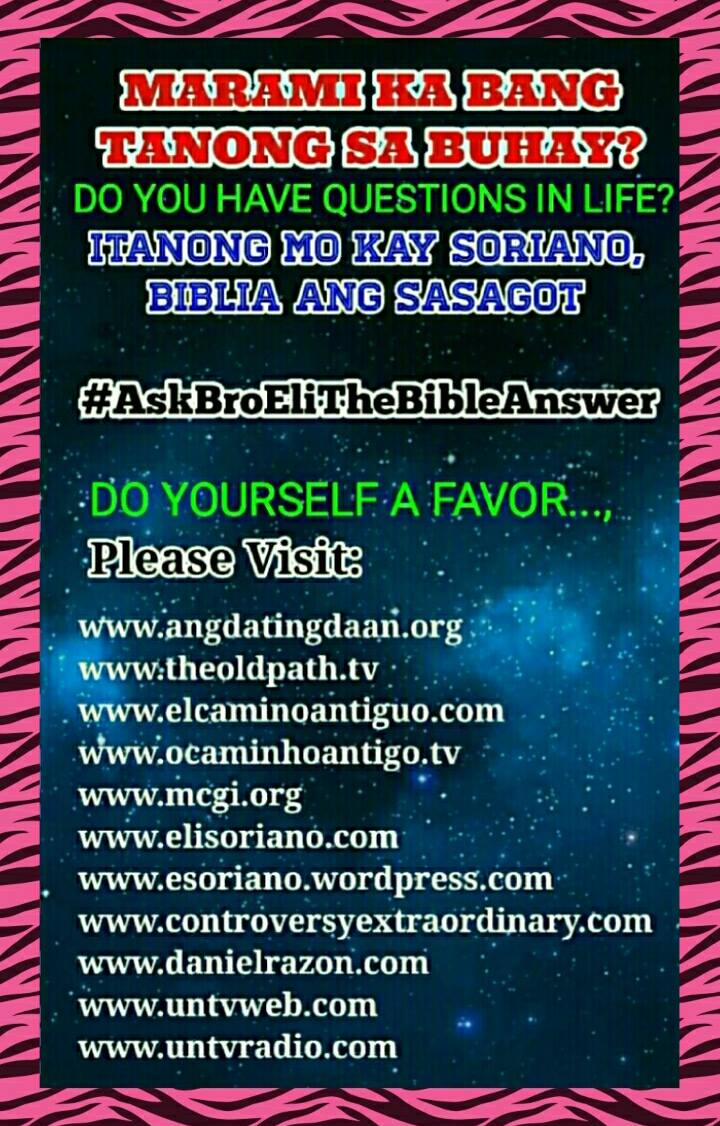 MARAMI KA BANG
TANONG SA BUHAY?
DO YOU HAVE QUESTIONS IN LIFE?
ITANONG MO KAY SORIANO,
BIBLIA ANG SASAGOT
#AskBroEliTheBibleAnswer
DO YOURSELF A FAVOR...,
Please Visit:
www.angdatingdaan.org
www.theoldpath.tv
www.elcaminoantiguo.com
www.ocaminhoantigo.tv
www.mcgi.org
www.elisoriano.com
www.esoriano.wordpress.com
www.controversyextraordinary.com
www.danielrazon.com
www.untvweb.com
www.untvradio.com